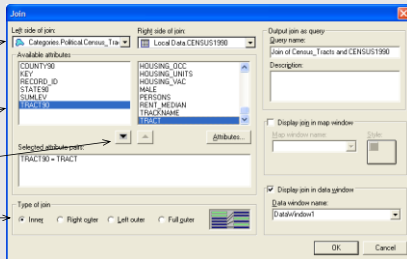 Join
Left side of join:
Categories.Political.Census_Tra
Right side of join:
Local Data.CENSUS1990
Available attributes
COUNTY90
KEY
RECORD_ID
STATE90
SUMLEV
TRACT90
HOUSING_OCC
HOUSING_UNITS
HOUSING_VAC
MALE
PERSONS
RENT_MEDIAN
TRACKNAME
TRACT
Attributes...
Selected attribute pairs:
TRACT90 = TRACT
Type of join
Inner
Right outer
Left outer
Full outer
Output join as query
Query name:
Join of Census_Tracts and CENSUS1990
Description:
Display join in map window
Map window name:
Style:
Display join in data window
Data window name:
DataWindow1
OK
Cancel